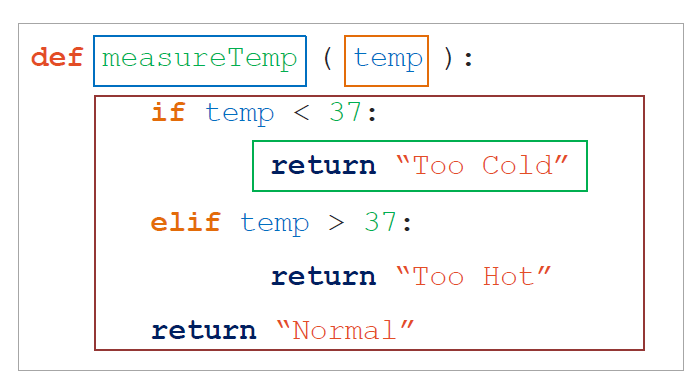 def measureTemp ( temp ):
if temp < 37:
return “Too Cold”
elif temp > 37:
return “Too Hot”
return “Normal”